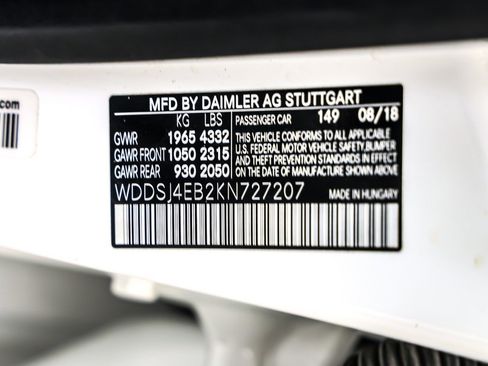 com
MFD BY DAIMLER AG STUTTGART
KG LBS PASSENGER CAR 149 08/18
GVWR 1965 4332 THIS VEHICLE CONFORMS TO ALL APPLICABLE
GAWR FRONT 1050 2315 U.S. FEDERAL MOTOR VEHICLE SAFETY, BUMPER
GAWR REAR 930 2050 AND THEFT PREVENTION STANDARDS IN EFFECT ON THE DATE OF MANUFACTURE SHOWN ABOVE
WDDSJ4EB2KN727207 MADE IN HUNGARY